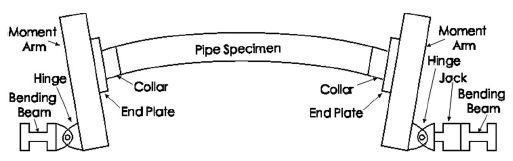 Moment
Arm
Pipe Specimen
Moment
Arm
Hinge
Bending
Beam
Collar
End Plate
Collar
End Plate
Hinge
Jack
Bending
Beam